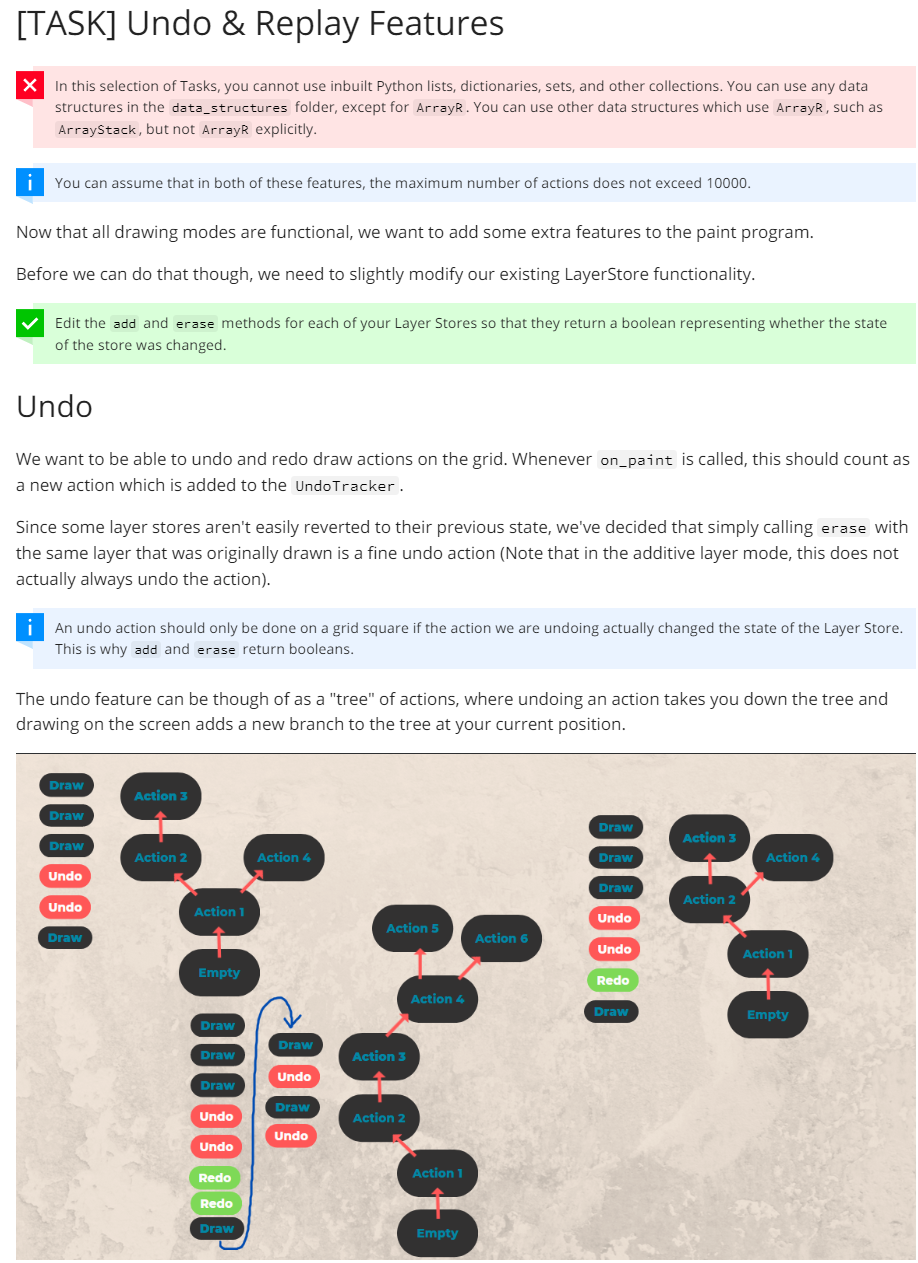 [TASK] Undo & Replay Features
In this selection of Tasks, you cannot use inbuilt Python lists, dictionaries, sets, and other collections. You can use any data
structures in the data_structures folder, except for ArrayR. You can use other data structures which use ArrayR, such as
ArrayStack, but not ArrayR explicitly.
You can assume that in both of these features, the maximum number of actions does not exceed 10000.
Now that all drawing modes are functional, we want to add some extra features to the paint program.
Before we can do that though, we need to slightly modify our existing LayerStore functionality.
Edit the add and erase methods for each of your Layer Stores so that they return a boolean representing whether the state
of the store was changed.
Undo
We want to be able to undo and redo draw actions on the grid. Whenever on_paint is called, this should count as
a new action which is added to the UndoTracker.
Since some layer stores aren't easily reverted to their previous state, we've decided that simply calling erase with
the same layer that was originally drawn is a fine undo action (Note that in the additive layer mode, this does not
actually always undo the action).
An undo action should only be done on a grid square if the action we are undoing actually changed the state of the Layer Store.
This is why add and erase return booleans.
The undo feature can be though of as a "tree" of actions, where undoing an action takes you down the tree and
drawing on the screen adds a new branch to the tree at your current position.
Draw
Draw
Draw
Undo
Undo
Draw
Action 3
Action 2
Action 4
Action 1
Empty
Draw
Draw
Draw
Undo
Undo
Redo
Redo
Draw
Draw
Undo
Draw
Undo
Action 5
Action 6
Action 4
Action 3
Action 2
Action 1
Empty
Draw
Draw
Draw
Undo
Undo
Redo
Draw
Action 3
Action 4
Action 2
Action 1
Empty